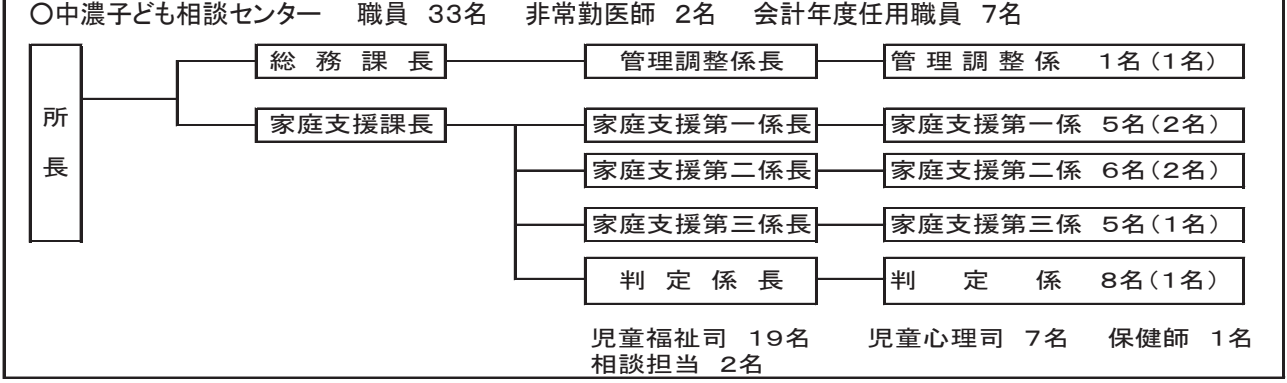 〇中濃子ども相談センター　職員 33名　非常勤医師 2名　会計年度任用職員 7名
総務課長　管理調整係長　管理調整係 1名(1名)
所長
家庭支援課長　家庭支援第一係長　家庭支援第一係 5名(2名)
家庭支援第二係長　家庭支援第二係 6名(2名)
家庭支援第三係長　家庭支援第三係 5名(1名)
判定係長　判定係 8名(1名)
児童福祉司 19名　児童心理司 7名　保健師 1名
相談担当 2名